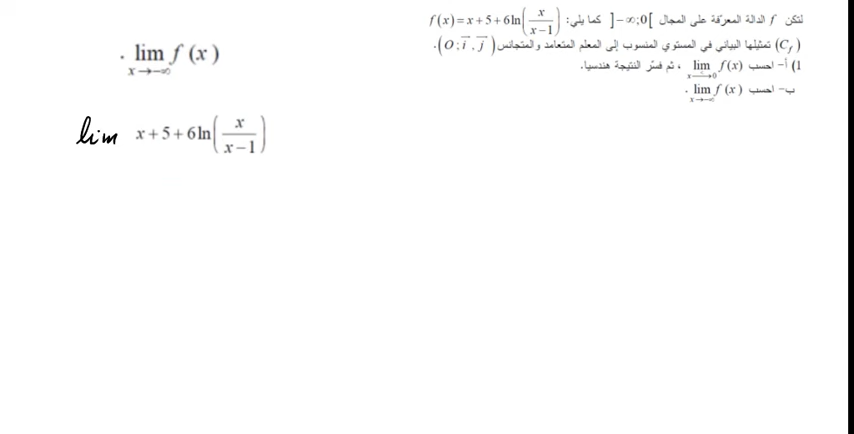 لتكن f الدالة المعرّفة على المجال ]-∞;0[ كما يلي: f(x)=x+5+6ln(x/(x-1))
(C_f) تمثيلها البياني في المستوي المنسوب إلى المعلم المتعامد والمتجانس (O;i⃗,j⃗).
1) أ- احسب lim_{x→0} f(x) ، ثم فسّر النتيجة هندسيا.
ب- احسب lim_{x→-∞} f(x) .
. lim_{x→-∞} f(x)
lim x+5+6ln(x/(x-1))